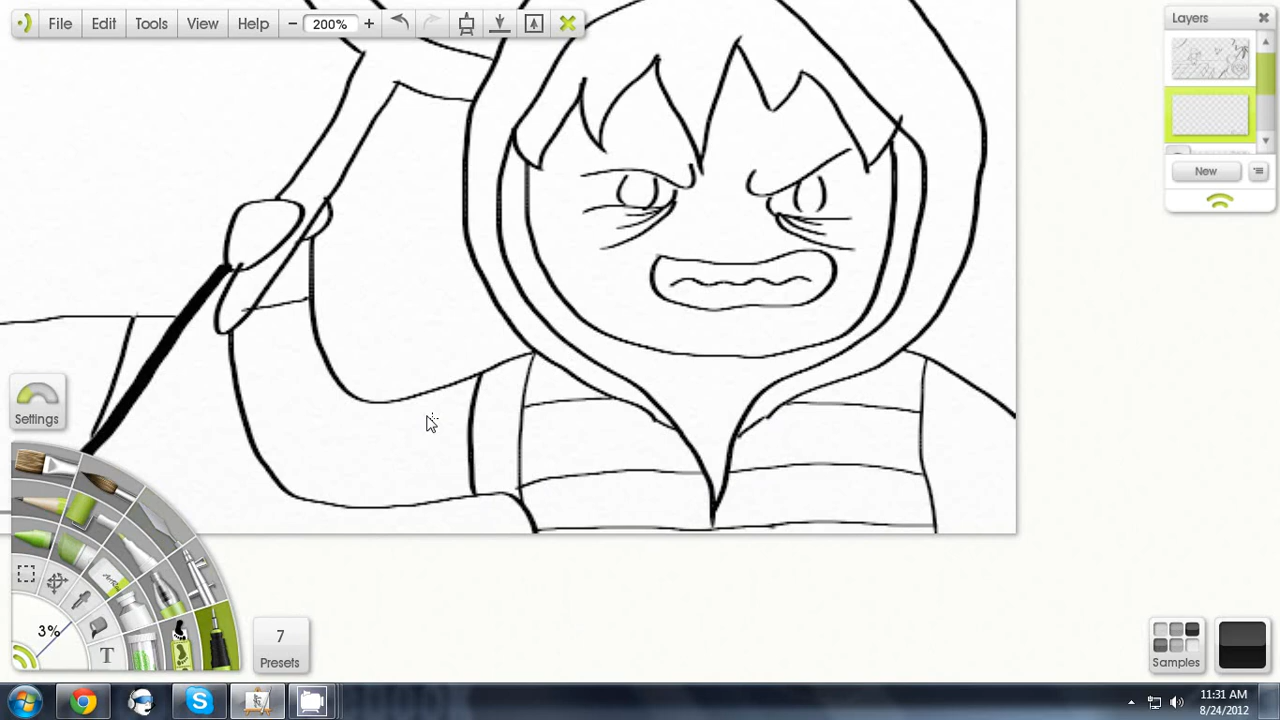 File Edit Tools View Help − 200% +
Layers
New
Settings
3%
T
7
Presets
Samples
11:31 AM
8/24/2012